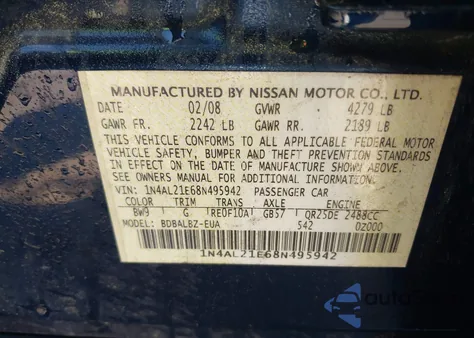 MANUFACTURED BY NISSAN MOTOR CO., LTD.
DATE 02/08 GVWR 4279 LB
GAWR FR. 2242 LB GAWR RR. 2189 LB
THIS VEHICLE CONFORMS TO ALL APPLICABLE FEDERAL MOTOR
VEHICLE SAFETY, BUMPER AND THEFT PREVENTION STANDARDS
IN EFFECT ON THE DATE OF MANUFACTURE SHOWN ABOVE.
SEE OWNERS MANUAL FOR ADDITIONAL INFORMATION.
VIN: 1N4AL21E68N495942 PASSENGER CAR
COLOR TRIM TRANS AXLE ENGINE
BW9 G RE0F10A GB57 QR25DE 2488CC
MODEL: BDBALBZ-EUA 542 0Z000
1N4AL21E68N495942